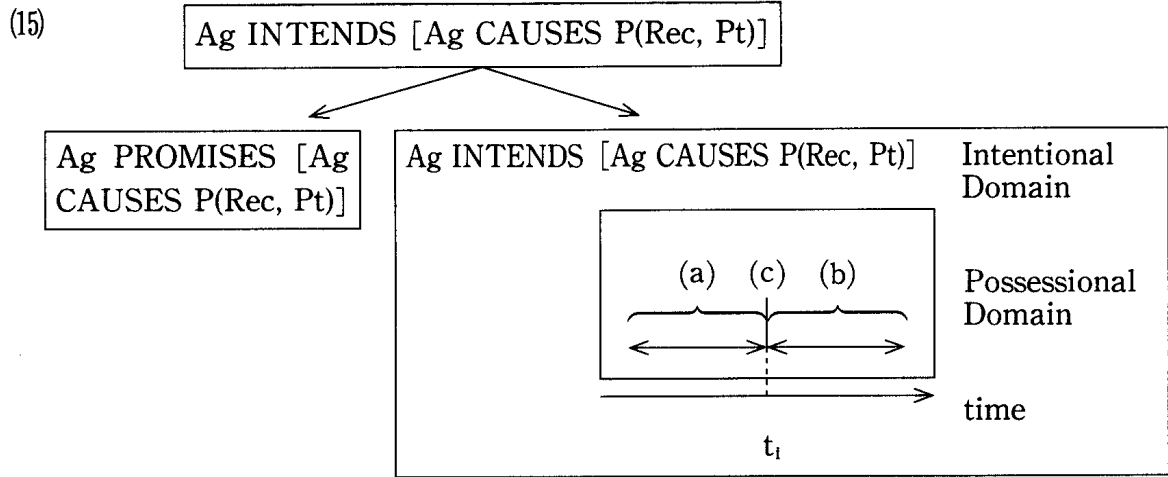 (15)
Ag INTENDS [Ag CAUSES P(Rec, Pt)]
Ag PROMISES [Ag
CAUSES P(Rec, Pt)]
Ag INTENDS [Ag CAUSES P(Rec, Pt)]
Intentional
Domain
(a) (c) (b)
Possessional
Domain
time
tᵢ